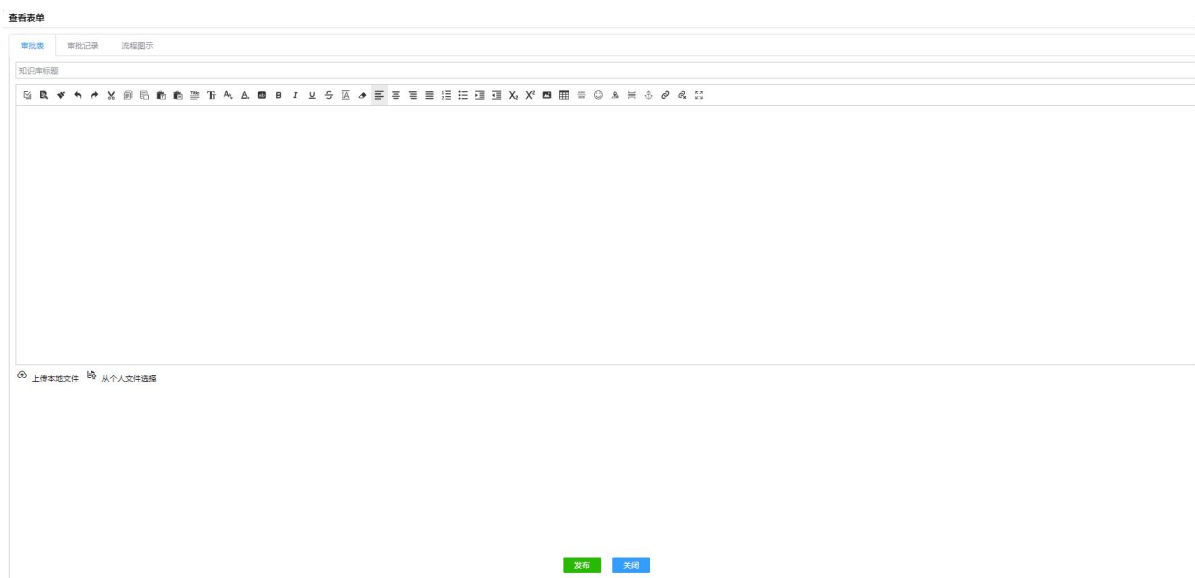 查看表单
审批表 审批记录 流程图示
知识库标题
上传本地文件 从个人文件选择
发布 关闭